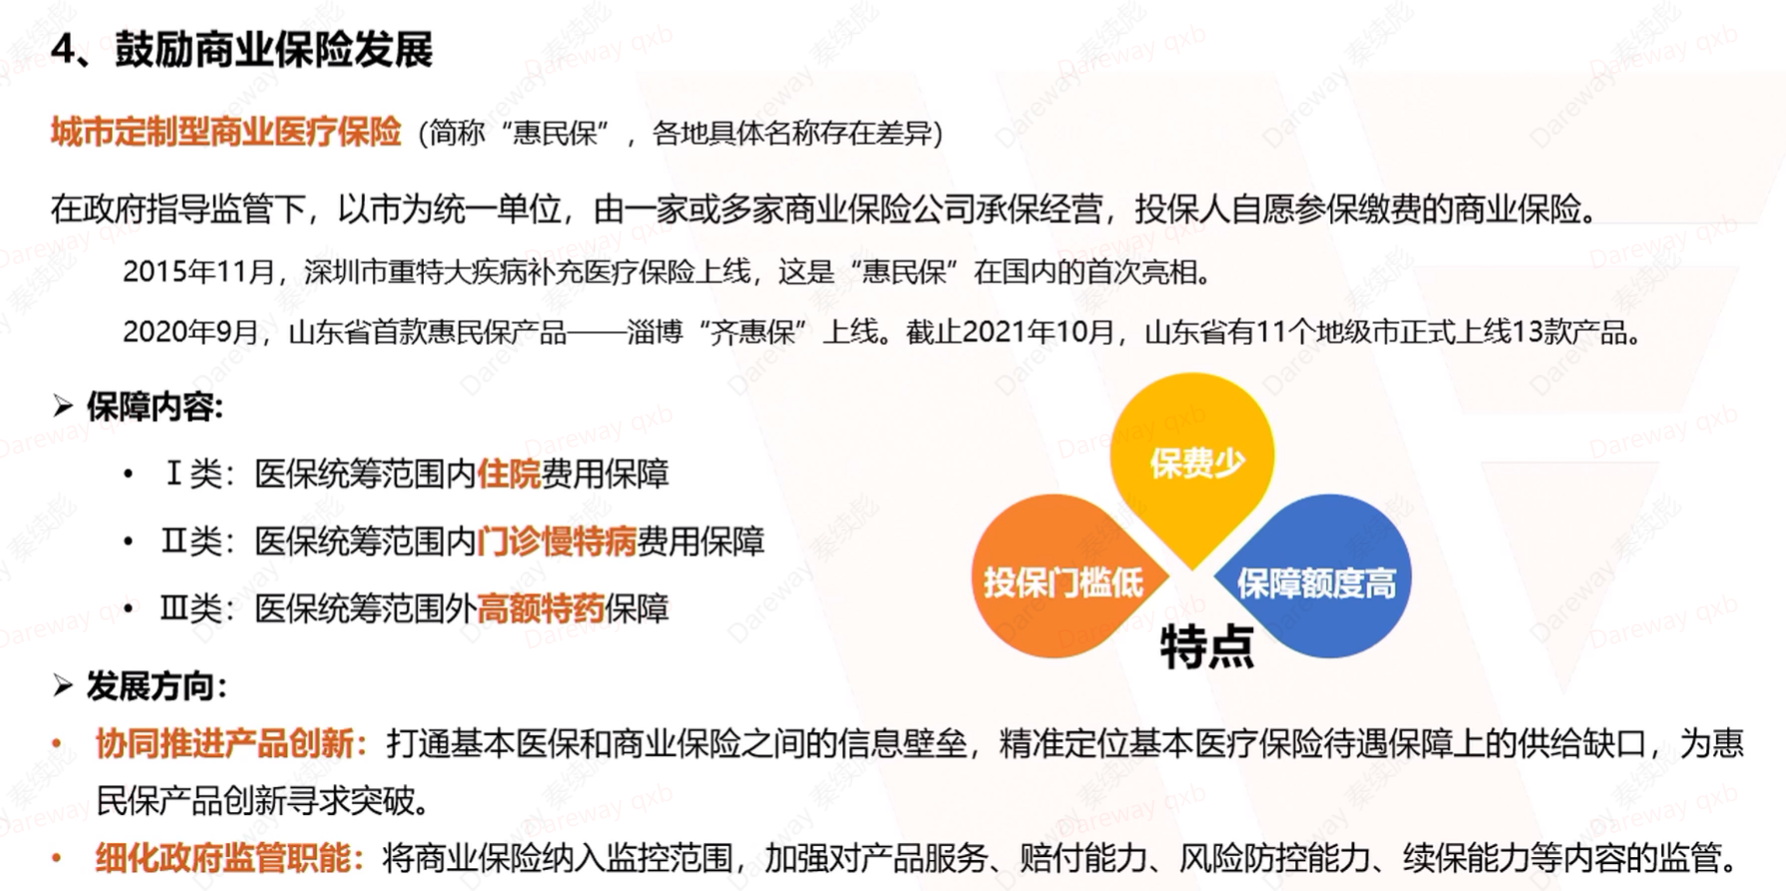 4、鼓励商业保险发展
城市定制型商业医疗保险 (简称“惠民保”，各地具体名称存在差异)
在政府指导监管下，以市为统一单位，由一家或多家商业保险公司承保经营，投保人自愿参保缴费的商业保险。
2015年11月，深圳市重特大疾病补充医疗保险上线，这是“惠民保”在国内的首次亮相。
2020年9月，山东省首款惠民保产品——淄博“齐惠保”上线。截止2021年10月，山东省有11个地级市正式上线13款产品。
➢ 保障内容:
• Ⅰ类：医保统筹范围内住院费用保障
• Ⅱ类：医保统筹范围内门诊慢特病费用保障
• Ⅲ类：医保统筹范围外高额特药保障
保费少
投保门槛低
保障额度高
特点
➢ 发展方向：
• 协同推进产品创新：打通基本医保和商业保险之间的信息壁垒，精准定位基本医疗保险待遇保障上的供给缺口，为惠
民保产品创新寻求突破。
• 细化政府监管职能：将商业保险纳入监控范围，加强对产品服务、赔付能力、风险防控能力、续保能力等内容的监管。
Dareway qxb
Dareway 秦续彪